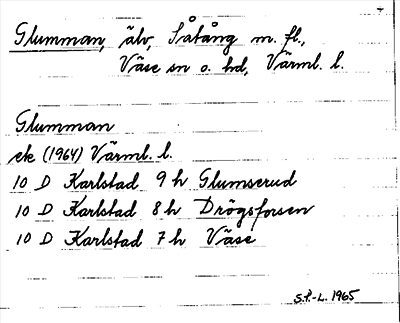 Glumman, älv, Såtång m. fl.,
Väse sn o. hd, Värml. l.
Glumman
ek (1964) Värml. l.
10 D Karlstad 9 h Glumserud
10 D Karlstad 8 h Drögsforsen
10 D Karlstad 7 h Väse
S.F.-L. 1965